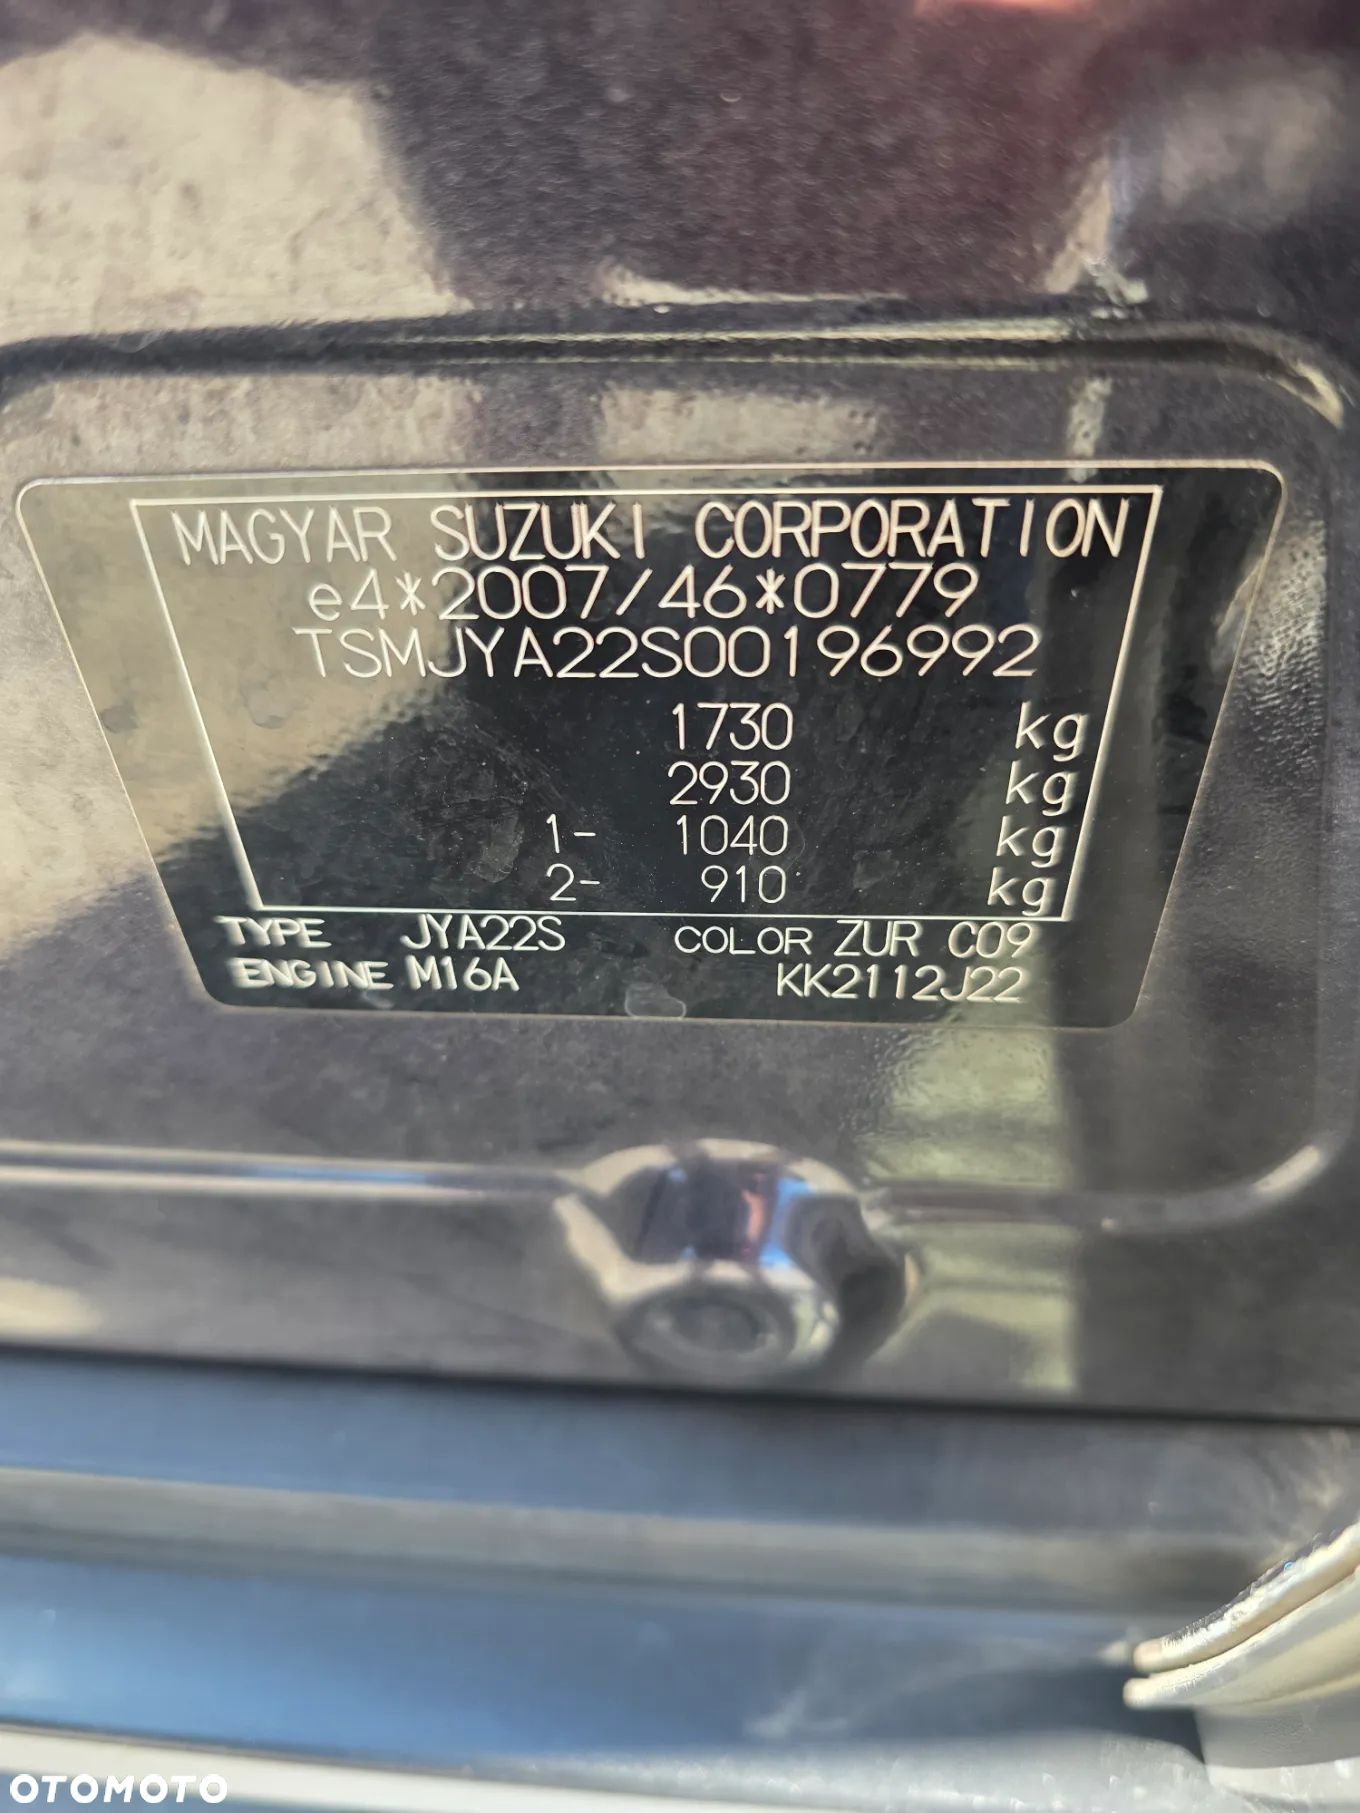 MAGYAR SUZUKI CORPORATION
e4*2007/46*0779
TSMJYA22S00196992
1730 kg
2930 kg
1- 1040 kg
2- 910 kg
TYPE JYA22S COLOR ZUR C09
ENGINE M16A KK2112J22
OTOMOTO